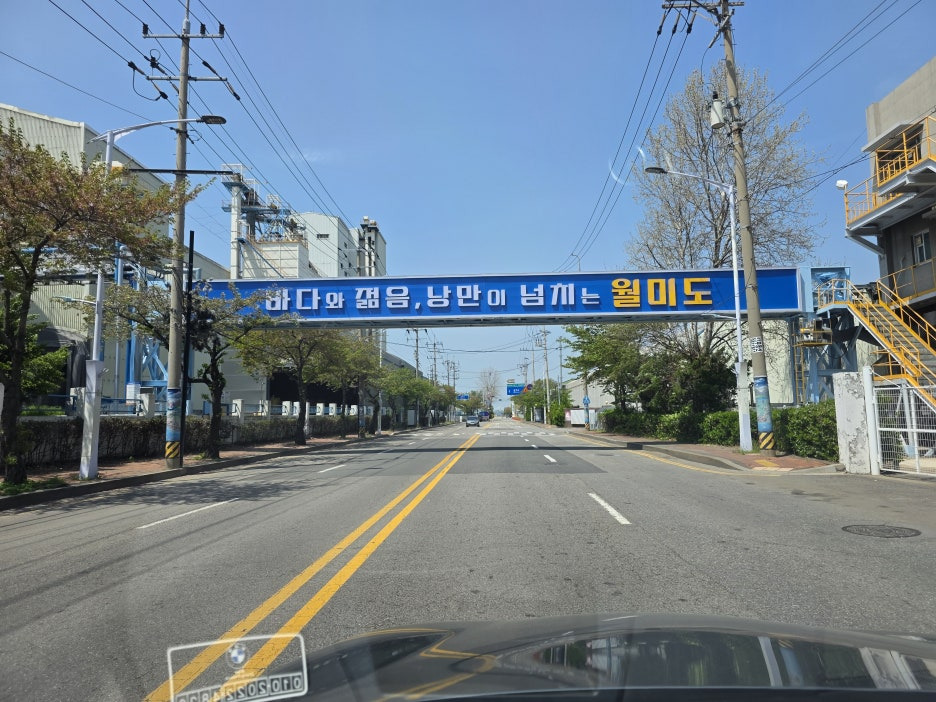 바다와 젊음, 낭만이 넘치는 월미도